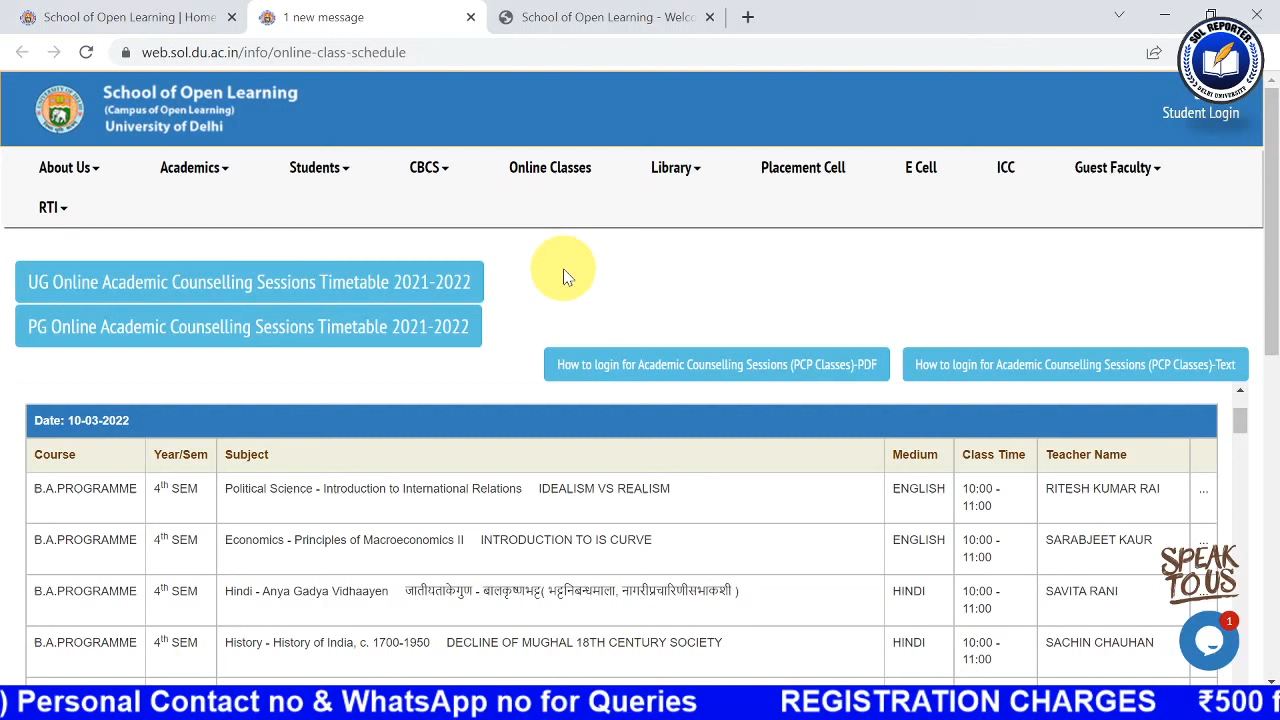 School of Open Learning | Home
1 new message
School of Open Learning - Welco
web.sol.du.ac.in/info/online-class-schedule
SOL REPORTER
DELHI UNIVERSITY
School of Open Learning
(Campus of Open Learning)
University of Delhi
Student Login
About Us Academics Students CBCS Online Classes Library Placement Cell E Cell ICC Guest Faculty
RTI
UG Online Academic Counselling Sessions Timetable 2021-2022
PG Online Academic Counselling Sessions Timetable 2021-2022
How to login for Academic Counselling Sessions (PCP Classes)-PDF How to login for Academic Counselling Sessions (PCP Classes)-Text
Date: 10-03-2022
Course Year/Sem Subject Medium Class Time Teacher Name
B.A.PROGRAMME 4th SEM Political Science - Introduction to International Relations IDEALISM VS REALISM ENGLISH 10:00 - RITESH KUMAR RAI ...
11:00
B.A.PROGRAMME 4th SEM Economics - Principles of Macroeconomics II INTRODUCTION TO IS CURVE ENGLISH 10:00 - SARABJEET KAUR ...
11:00
B.A.PROGRAMME 4th SEM Hindi - Anya Gadya Vidhaayen जातीयताकेगुण - बालकृष्णभट्ट( भट्टनिबन्धमाला, नागरीप्रचारिणीसभाकाशी ) HINDI 10:00 - SAVITA RANI
11:00
B.A.PROGRAMME 4th SEM History - History of India, c. 1700-1950 DECLINE OF MUGHAL 18TH CENTURY SOCIETY HINDI 10:00 - SACHIN CHAUHAN
11:00
SPEAK
TO US
1
) Personal Contact no & WhatsApp no for Queries REGISTRATION CHARGES ₹500 f